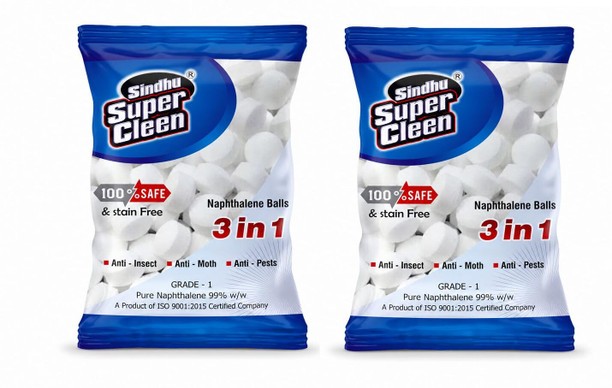 Sindhu ®
Super
Cleen
100% SAFE
& stain Free
Naphthalene Balls
3 in 1
Anti - Insect Anti - Moth Anti - Pests
GRADE - 1
Pure Naphthalene 99% w/w
A Product of ISO 9001:2015 Certified Company
Sindhu ®
Super
Cleen
100% SAFE
& stain Free
Naphthalene Balls
3 in 1
Anti - Insect Anti - Moth Anti - Pests
GRADE - 1
Pure Naphthalene 99% w/w
A Product of ISO 9001:2015 Certified Company